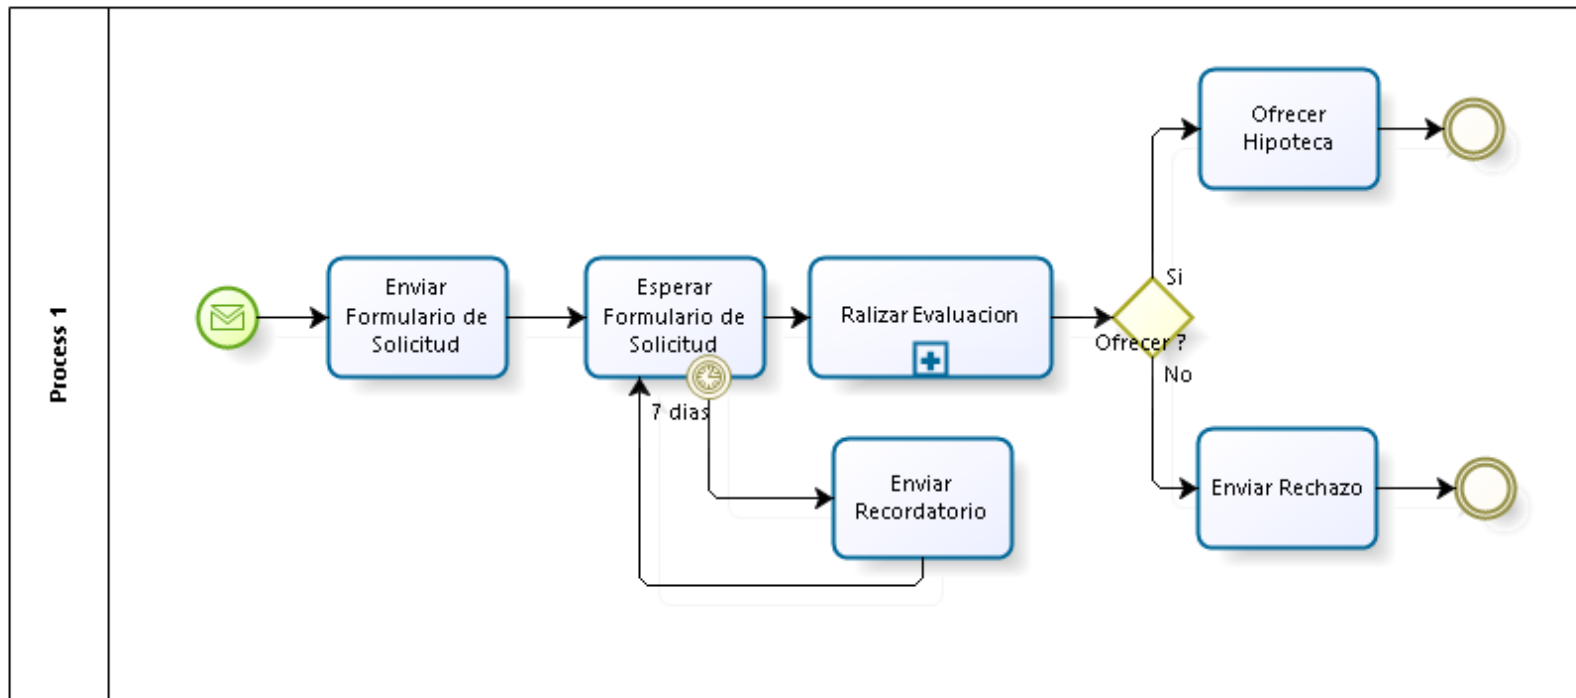 Process 1
Enviar
Formulario de
Solicitud
Esperar
Formulario de
Solicitud
7 dias
Ralizar Evaluacion
Enviar
Recordatorio
Ofrecer ?
Si
No
Ofrecer
Hipoteca
Enviar Rechazo